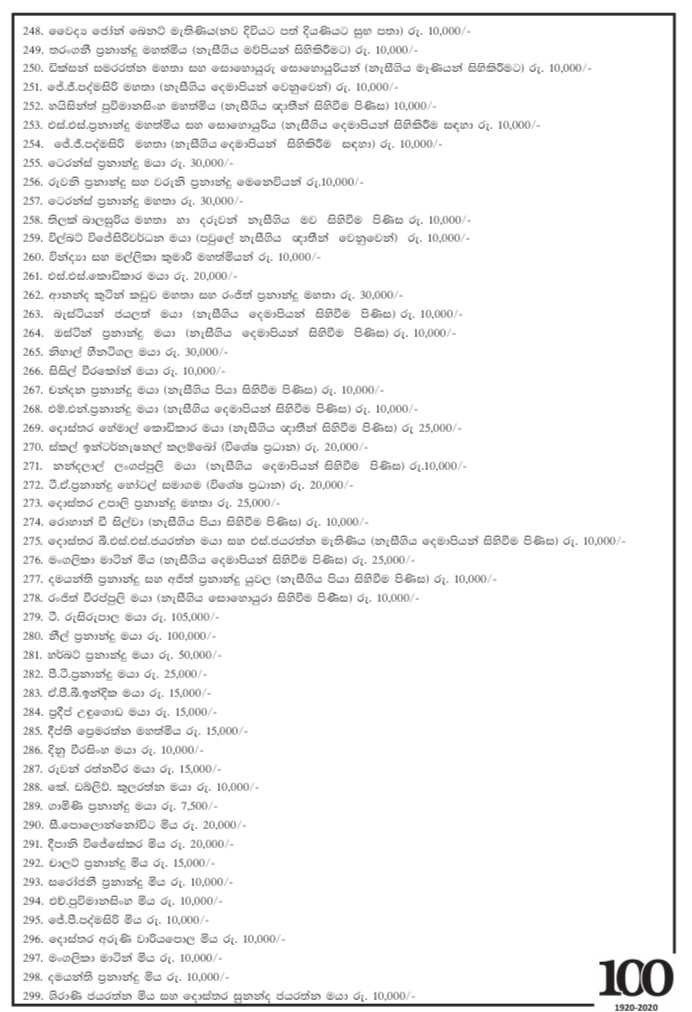 248. වෛද්‍ය ජෝන් බෙනට් මැතිණිය(නව දිවියට පත් දියණියට සුභ පතා) රු. 10,000/-
249. තරංගනී ප්‍රනාන්දු මහත්මිය (නැසීගිය මව්පියන් සිහිකිරීමට) රු. 10,000/-
250. ඩික්සන් සමරරත්න මහතා සහ සොහොයුරු සොහොයුරියන් (නැසීගිය මෑණියන් සිහිකිරීමට) රු. 10,000/-
251. ජේ.ජී.පද්මසිරි මහතා (නැසීගිය දෙමාපියන් වෙනුවෙන්) රු. 10,000/-
252. හයිසින්ත් පුවිමානසිංහ මහත්මිය (නැසීගිය ඥාතීන් සිහිවීම පිණිස) 10,000/-
253. එස්.එස්.ප්‍රනාන්දු මහත්මිය සහ සොහොයුරිය (නැසීගිය දෙමාපියන් සිහිකිරීම සඳහා රු. 10,000/-
254. ජේ.ජී.පද්මසිරි මහතා (නැසීගිය දෙමාපියන් සිහිකිරීම සඳහා) රු. 10,000/-
255. ටෙරන්ස් ප්‍රනාන්දු මයා රු. 30,000/-
256. රුවනි ප්‍රනාන්දු සහ වරුනි ප්‍රනාන්දු මෙනෙවියන් රු.10,000/-
257. ටෙරන්ස් ප්‍රනාන්දු මහතා රු. 30,000/-
258. තිලක් බාලසුරිය මහතා හා දරුවන් නැසීගිය මව සිහිවීම පිණිස රු. 10,000/-
259. විල්බට් විජේසිරිවර්ධන මයා (පවුලේ නැසීගිය ඥාතීන් වෙනුවෙන්) රු. 10,000/-
260. වින්ද්‍යා සහ මල්ලිකා කුමාරි මහත්මියන් රු. 10,000/-
261. එස්.එස්.කොඩිකාර මයා රු. 20,000/-
262. ආනන්ද කුටින් කඩුව මහතා සහ රංජිත් ප්‍රනාන්දු මහතා රු. 30,000/-
263. බැස්ටියන් ජයලත් මයා (නැසීගිය දෙමාපියන් සිහිවීම පිණිස) රු. 10,000/-
264. ඔස්ටින් ප්‍රනාන්දු මයා (නැසීගිය දෙමාපියන් සිහිවීම පිණිස) රු. 10,000/-
265. නිහාල් හීනටිගල මයා රු. 30,000/-
266. සිසිල් වීරකෝන් මයා රු. 10,000/-
267. චන්දන ප්‍රනාන්දු මයා (නැසීගිය පියා සිහිවීම පිණිස) රු. 10,000/-
268. එම්.එන්.ප්‍රනාන්දු මයා (නැසීගිය දෙමාපියන් සිහිවීම පිණිස) රු. 10,000/-
269. දොස්තර හේමාල් කොඩිකාර මයා (නැසීගිය ඥාතීන් සිහිවීම පිණිස) රු 25,000/-
270. ස්කල් ඉන්ටර්නැෂනල් කලම්බෝ (විශේෂ ප්‍රධාන) රු. 20,000/-
271. නන්දලාල් ලංගප්පුලි මයා (නැසීගිය දෙමාපියන් සිහිවීම පිණිස) රු.10,000/-
272. ටී.ඒ.ප්‍රනාන්දු හෝටල් සමාගම (විශේෂ ප්‍රධාන) රු. 20,000/-
273. දොස්තර උපාලි ප්‍රනාන්දු මහතා රු. 25,000/-
274. රොහාන් ඩී සිල්වා (නැසීගිය පියා සිහිවීම පිණිස) රු. 10,000/-
275. දොස්තර බී.එස්.එස්.ජයරත්න මයා සහ එස්.ජයරත්න මැතිණිය (නැසීගිය දෙමාපියන් සිහිවීම පිණිස) රු. 10,000/-
276. මංගලිකා මාටින් මිය (නැසීගිය දෙමාපියන් සිහිවීම පිණිස) රු. 25,000/-
277. දමයන්ති ප්‍රනාන්දු සහ අජිත් ප්‍රනාන්දු යුවල (නැසීගිය පියා සිහිවීම පිණිස) රු. 10,000/-
278. රංජිත් වීරප්පුලි මයා (නැසීගිය සොහොයුරා සිහිවීම පිණිස) රු. 10,000/-
279. ටී. රුසිරුපාල මයා රු. 105,000/-
280. නීල් ප්‍රනාන්දු මයා රු. 100,000/-
281. හර්බට් ප්‍රනාන්දු මයා රු. 50,000/-
282. පී.ටී.ප්‍රනාන්දු මයා රු. 25,000/-
283. ඒ.පී.බී.ඉන්දික මයා රු. 15,000/-
284. ප්‍රදීප් උඳුගොඩ මයා රු. 15,000/-
285. දීප්ති ප්‍රේමරත්න මහත්මිය රු. 15,000/-
286. දිනු වීරසිංහ මයා රු. 10,000/-
287. රුවන් රත්නවීර මයා රු. 15,000/-
288. කේ. ඩබ්ලිව්. කුලරත්න මයා රු. 10,000/-
289. ගාමිණි ප්‍රනාන්දු මයා රු. 7,500/-
290. සී.පොලොන්නෝවිට මිය රු. 20,000/-
291. දීපානි විජේසේකර මිය රු. 20,000/-
292. චාලට් ප්‍රනාන්දු මිය රු. 15,000/-
293. සරෝජනී ප්‍රනාන්දු මිය රු. 10,000/-
294. එච්.පුවිමානසිංහ මිය රු. 10,000/-
295. ජේ.පී.පද්මසිරි මිය රු. 10,000/-
296. දොස්තර අරුණි වාරියපොල මිය රු. 10,000/-
297. මංගලිකා මාටින් මිය රු. 10,000/-
298. දමයන්ති ප්‍රනාන්දු මිය රු. 10,000/-
299. ශිරාණි ජයරත්න මිය සහ දොස්තර සුනන්ද ජයරත්න මයා රු. 10,000/-
100
1920-2020